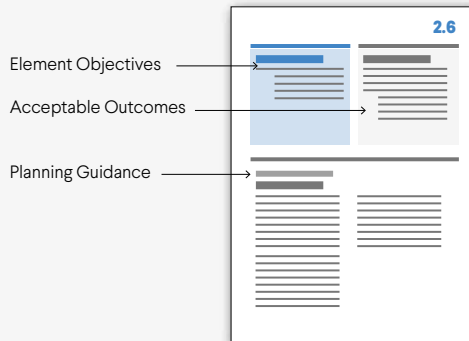 2.6
Element Objectives
Acceptable Outcomes
Planning Guidance